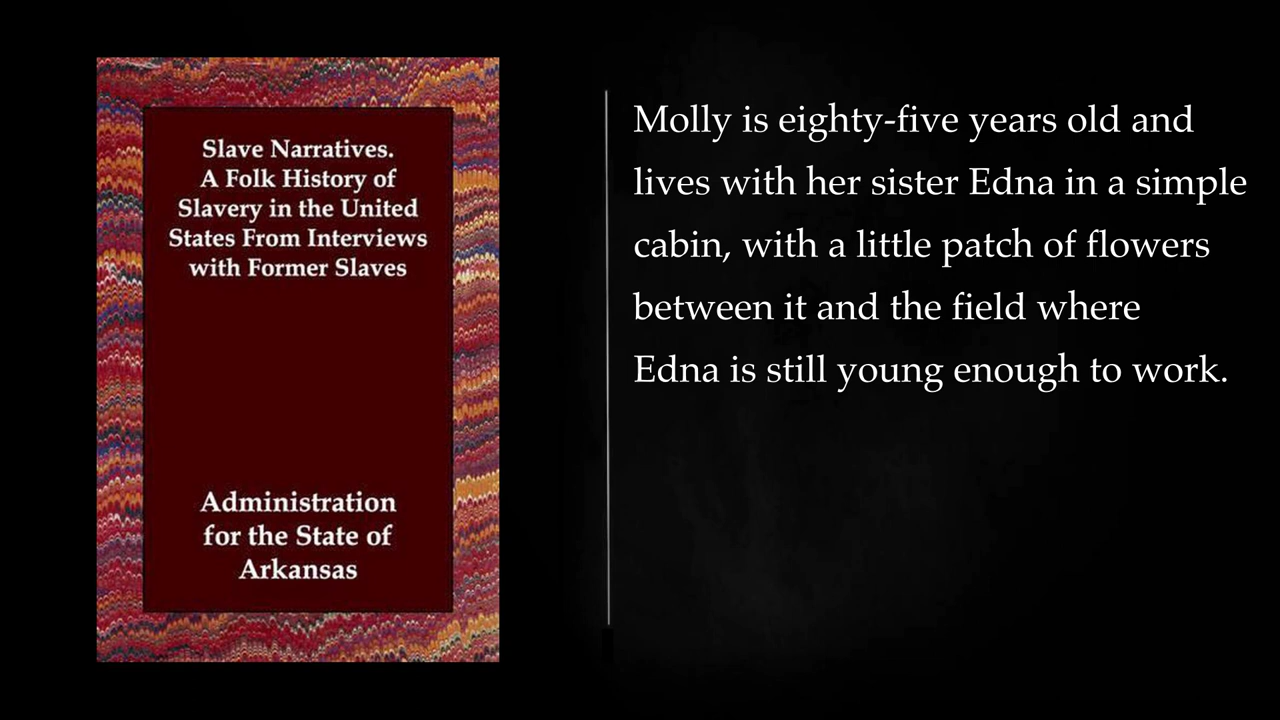 Slave Narratives.
A Folk History of
Slavery in the United
States From Interviews
with Former Slaves
Administration
for the State of
Arkansas
Molly is eighty-five years old and
lives with her sister Edna in a simple
cabin, with a little patch of flowers
between it and the field where
Edna is still young enough to work.